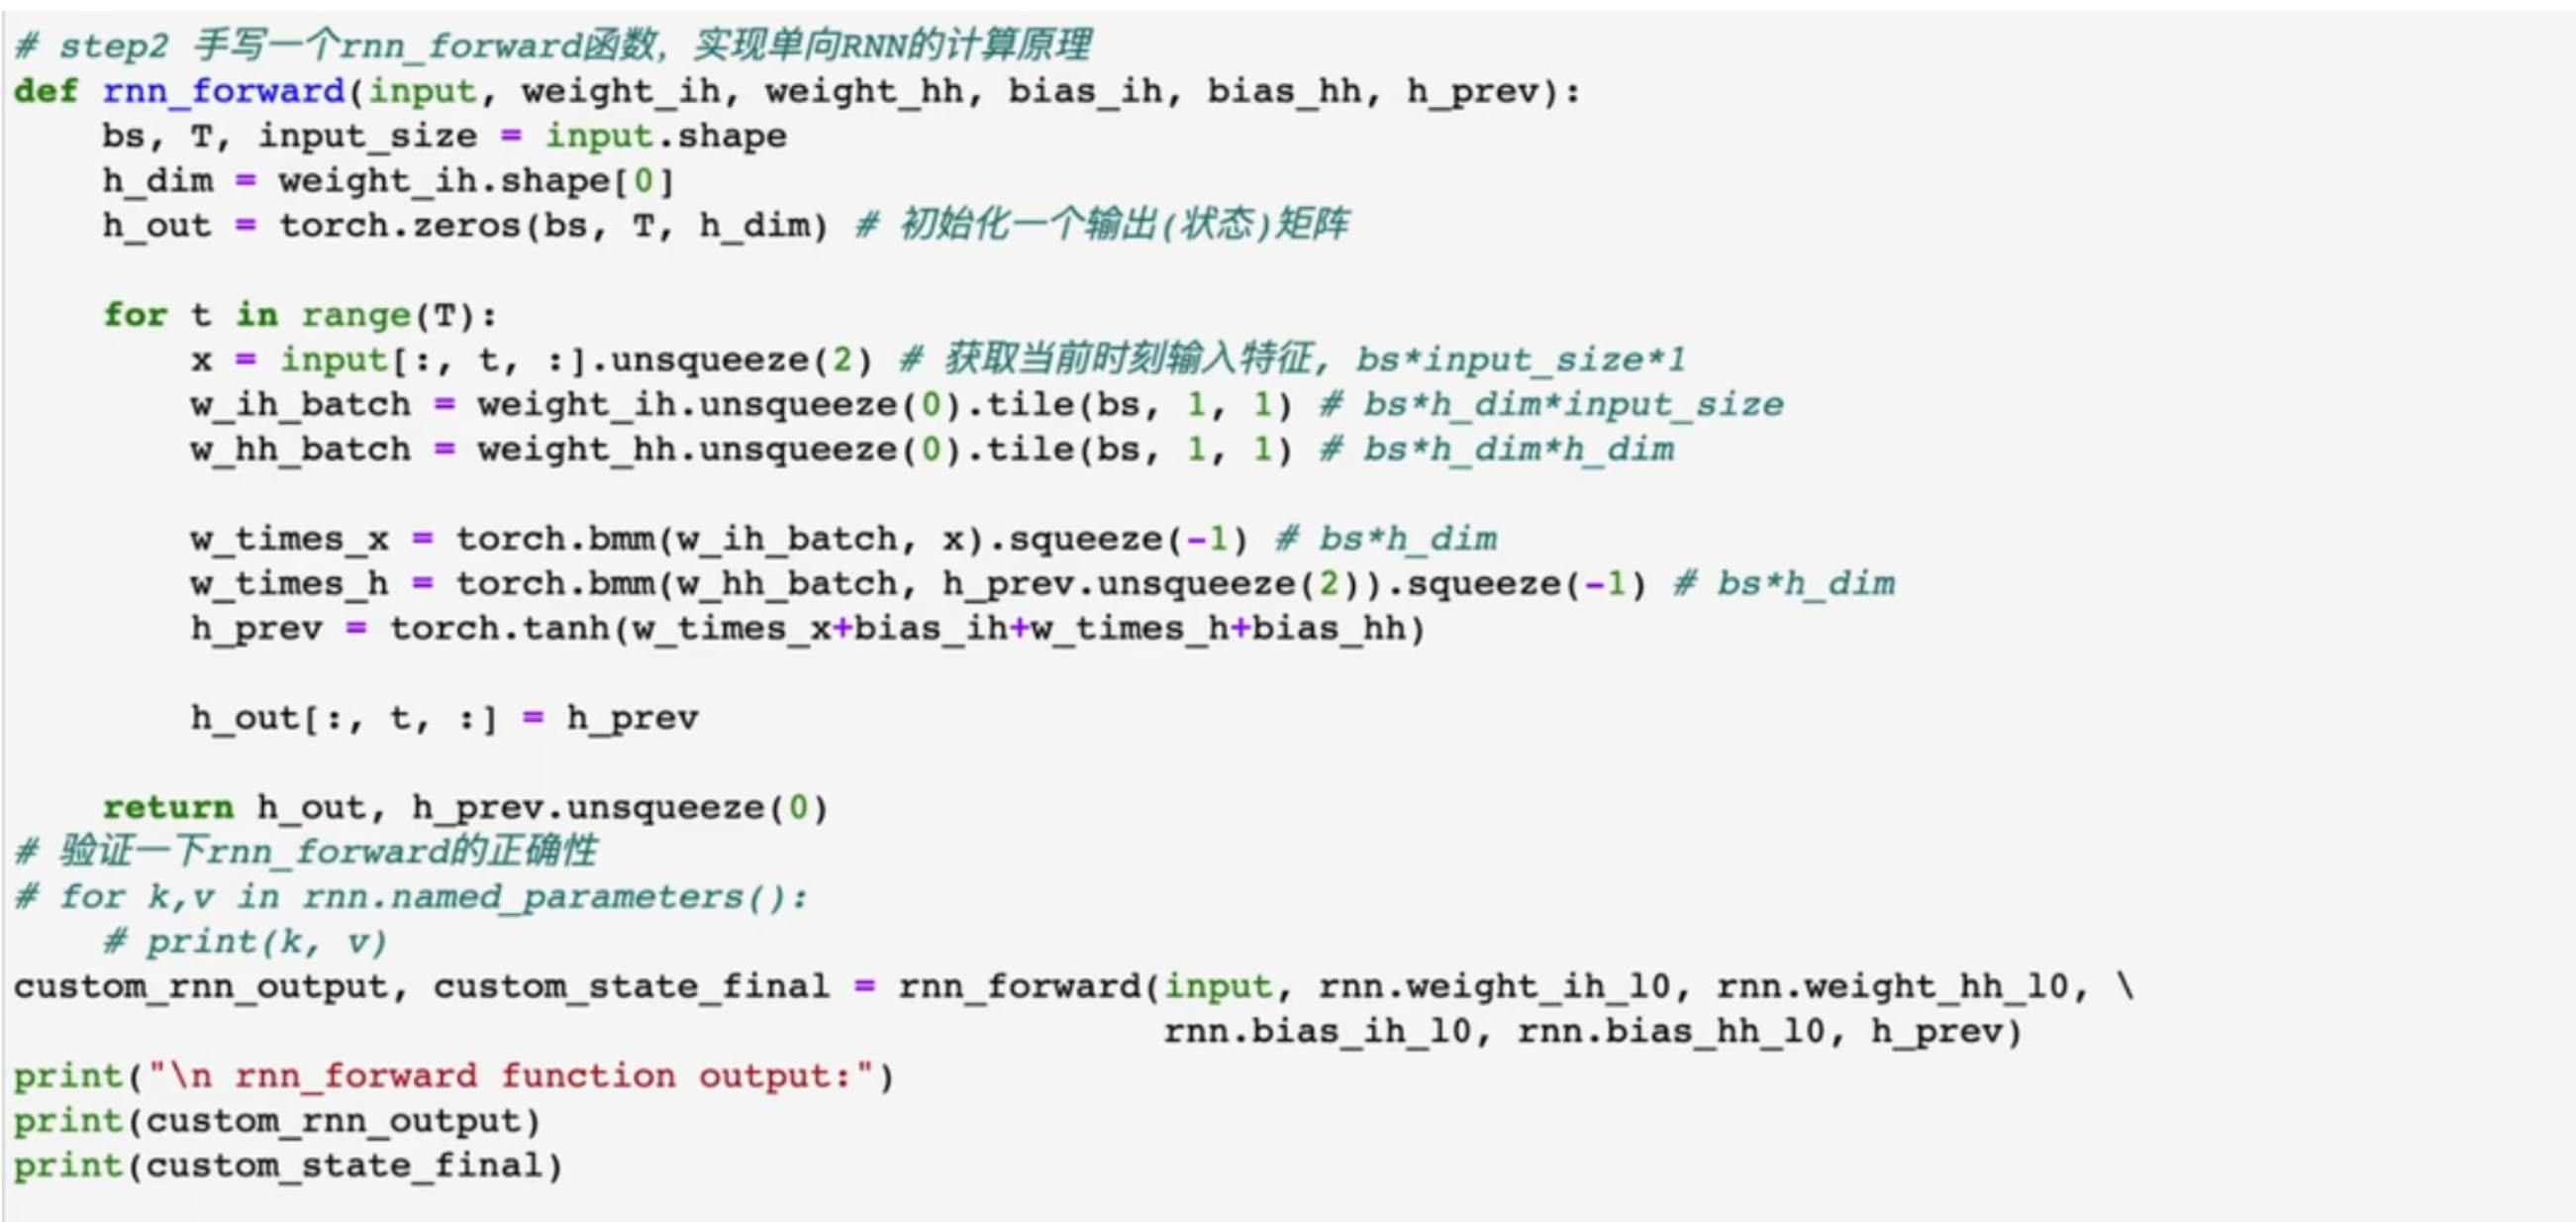 # step2 手写一个rnn_forward函数，实现单向RNN的计算原理
def rnn_forward(input, weight_ih, weight_hh, bias_ih, bias_hh, h_prev):
    bs, T, input_size = input.shape
    h_dim = weight_ih.shape[0]
    h_out = torch.zeros(bs, T, h_dim) # 初始化一个输出(状态)矩阵
    for t in range(T):
        x = input[:, t, :].unsqueeze(2) # 获取当前时刻输入特征, bs*input_size*1
        w_ih_batch = weight_ih.unsqueeze(0).tile(bs, 1, 1) # bs*h_dim*input_size
        w_hh_batch = weight_hh.unsqueeze(0).tile(bs, 1, 1) # bs*h_dim*h_dim
        w_times_x = torch.bmm(w_ih_batch, x).squeeze(-1) # bs*h_dim
        w_times_h = torch.bmm(w_hh_batch, h_prev.unsqueeze(2)).squeeze(-1) # bs*h_dim
        h_prev = torch.tanh(w_times_x+bias_ih+w_times_h+bias_hh)
        h_out[:, t, :] = h_prev
    return h_out, h_prev.unsqueeze(0)
# 验证一下rnn_forward的正确性
# for k,v in rnn.named_parameters():
    # print(k, v)
custom_rnn_output, custom_state_final = rnn_forward(input, rnn.weight_ih_l0, rnn.weight_hh_l0, \
                                                    rnn.bias_ih_l0, rnn.bias_hh_l0, h_prev)
print("\n rnn_forward function output:")
print(custom_rnn_output)
print(custom_state_final)